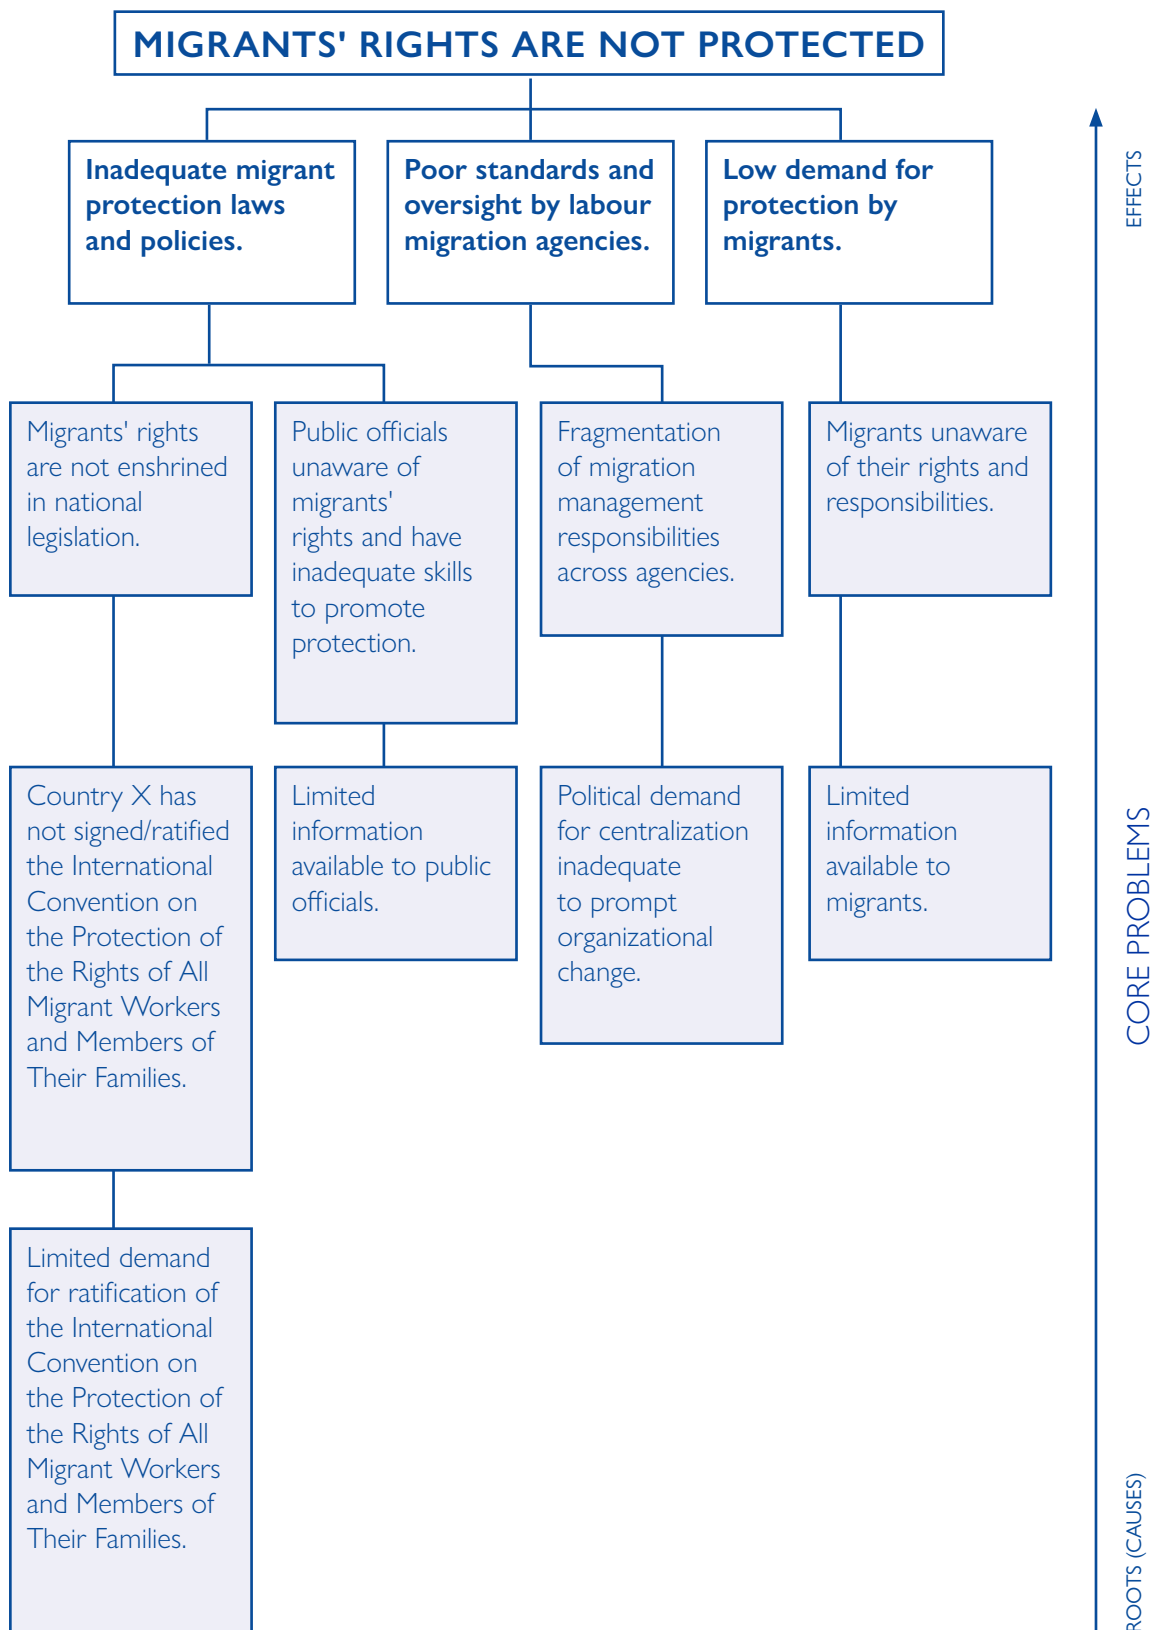 MIGRANTS' RIGHTS ARE NOT PROTECTED
Inadequate migrant
protection laws
and policies.
Poor standards and
oversight by labour
migration agencies.
Low demand for
protection by
migrants.
EFFECTS
Migrants' rights
are not enshrined
in national
legislation.
Public officials
unaware of
migrants'
rights and have
inadequate skills
to promote
protection.
Fragmentation
of migration
management
responsibilities
across agencies.
Migrants unaware
of their rights and
responsibilities.
Country X has
not signed/ratified
the International
Convention on
the Protection of
the Rights of All
Migrant Workers
and Members of
Their Families.
Limited
information
available to public
officials.
Political demand
for centralization
inadequate
to prompt
organizational
change.
Limited
information
available to
migrants.
CORE PROBLEMS
Limited demand
for ratification of
the International
Convention on
the Protection of
the Rights of All
Migrant Workers
and Members of
Their Families.
ROOTS (CAUSES)